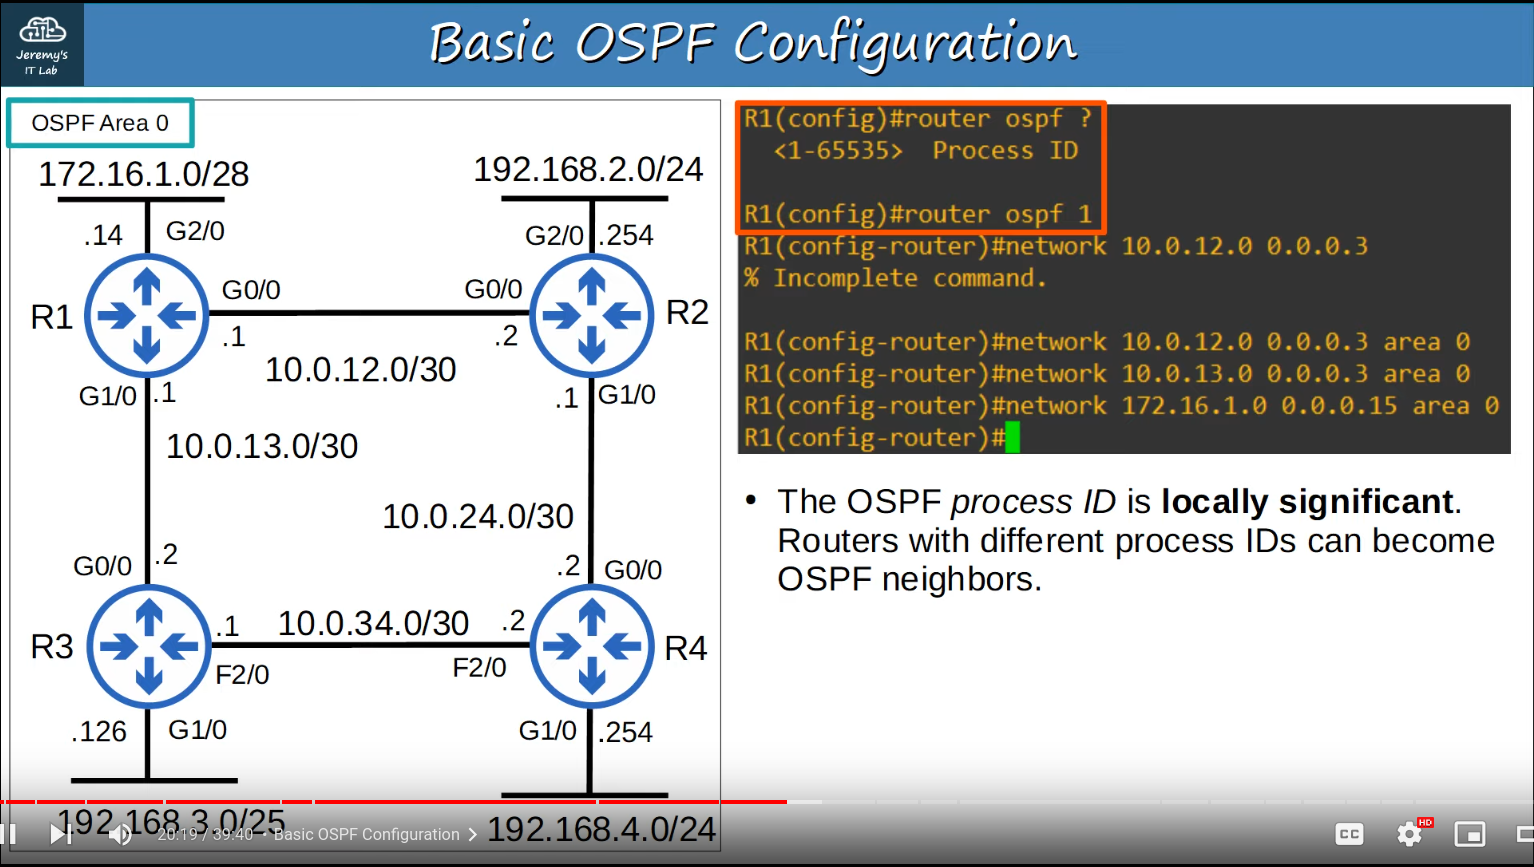 Jeremy's
IT Lab
Basic OSPF Configuration
OSPF Area 0
172.16.1.0/28
192.168.2.0/24
.14
G2/0
G2/0
.254
R1
G0/0
G0/0
R2
.1
.2
10.0.12.0/30
G1/0
.1
.1
G1/0
10.0.13.0/30
10.0.24.0/30
G0/0
.2
.2
G0/0
R3
.1
10.0.34.0/30
.2
R4
F2/0
F2/0
.126
G1/0
G1/0
.254
192.168.3.0/25
192.168.4.0/24
R1(config)#router ospf ?
<1-65535> Process ID
R1(config)#router ospf 1
R1(config-router)#network 10.0.12.0 0.0.0.3
% Incomplete command.
R1(config-router)#network 10.0.12.0 0.0.0.3 area 0
R1(config-router)#network 10.0.13.0 0.0.0.3 area 0
R1(config-router)#network 172.16.1.0 0.0.0.15 area 0
R1(config-router)#
• The OSPF process ID is locally significant.
Routers with different process IDs can become
OSPF neighbors.
20:19 / 39:40 • Basic OSPF Configuration >
CC
HD